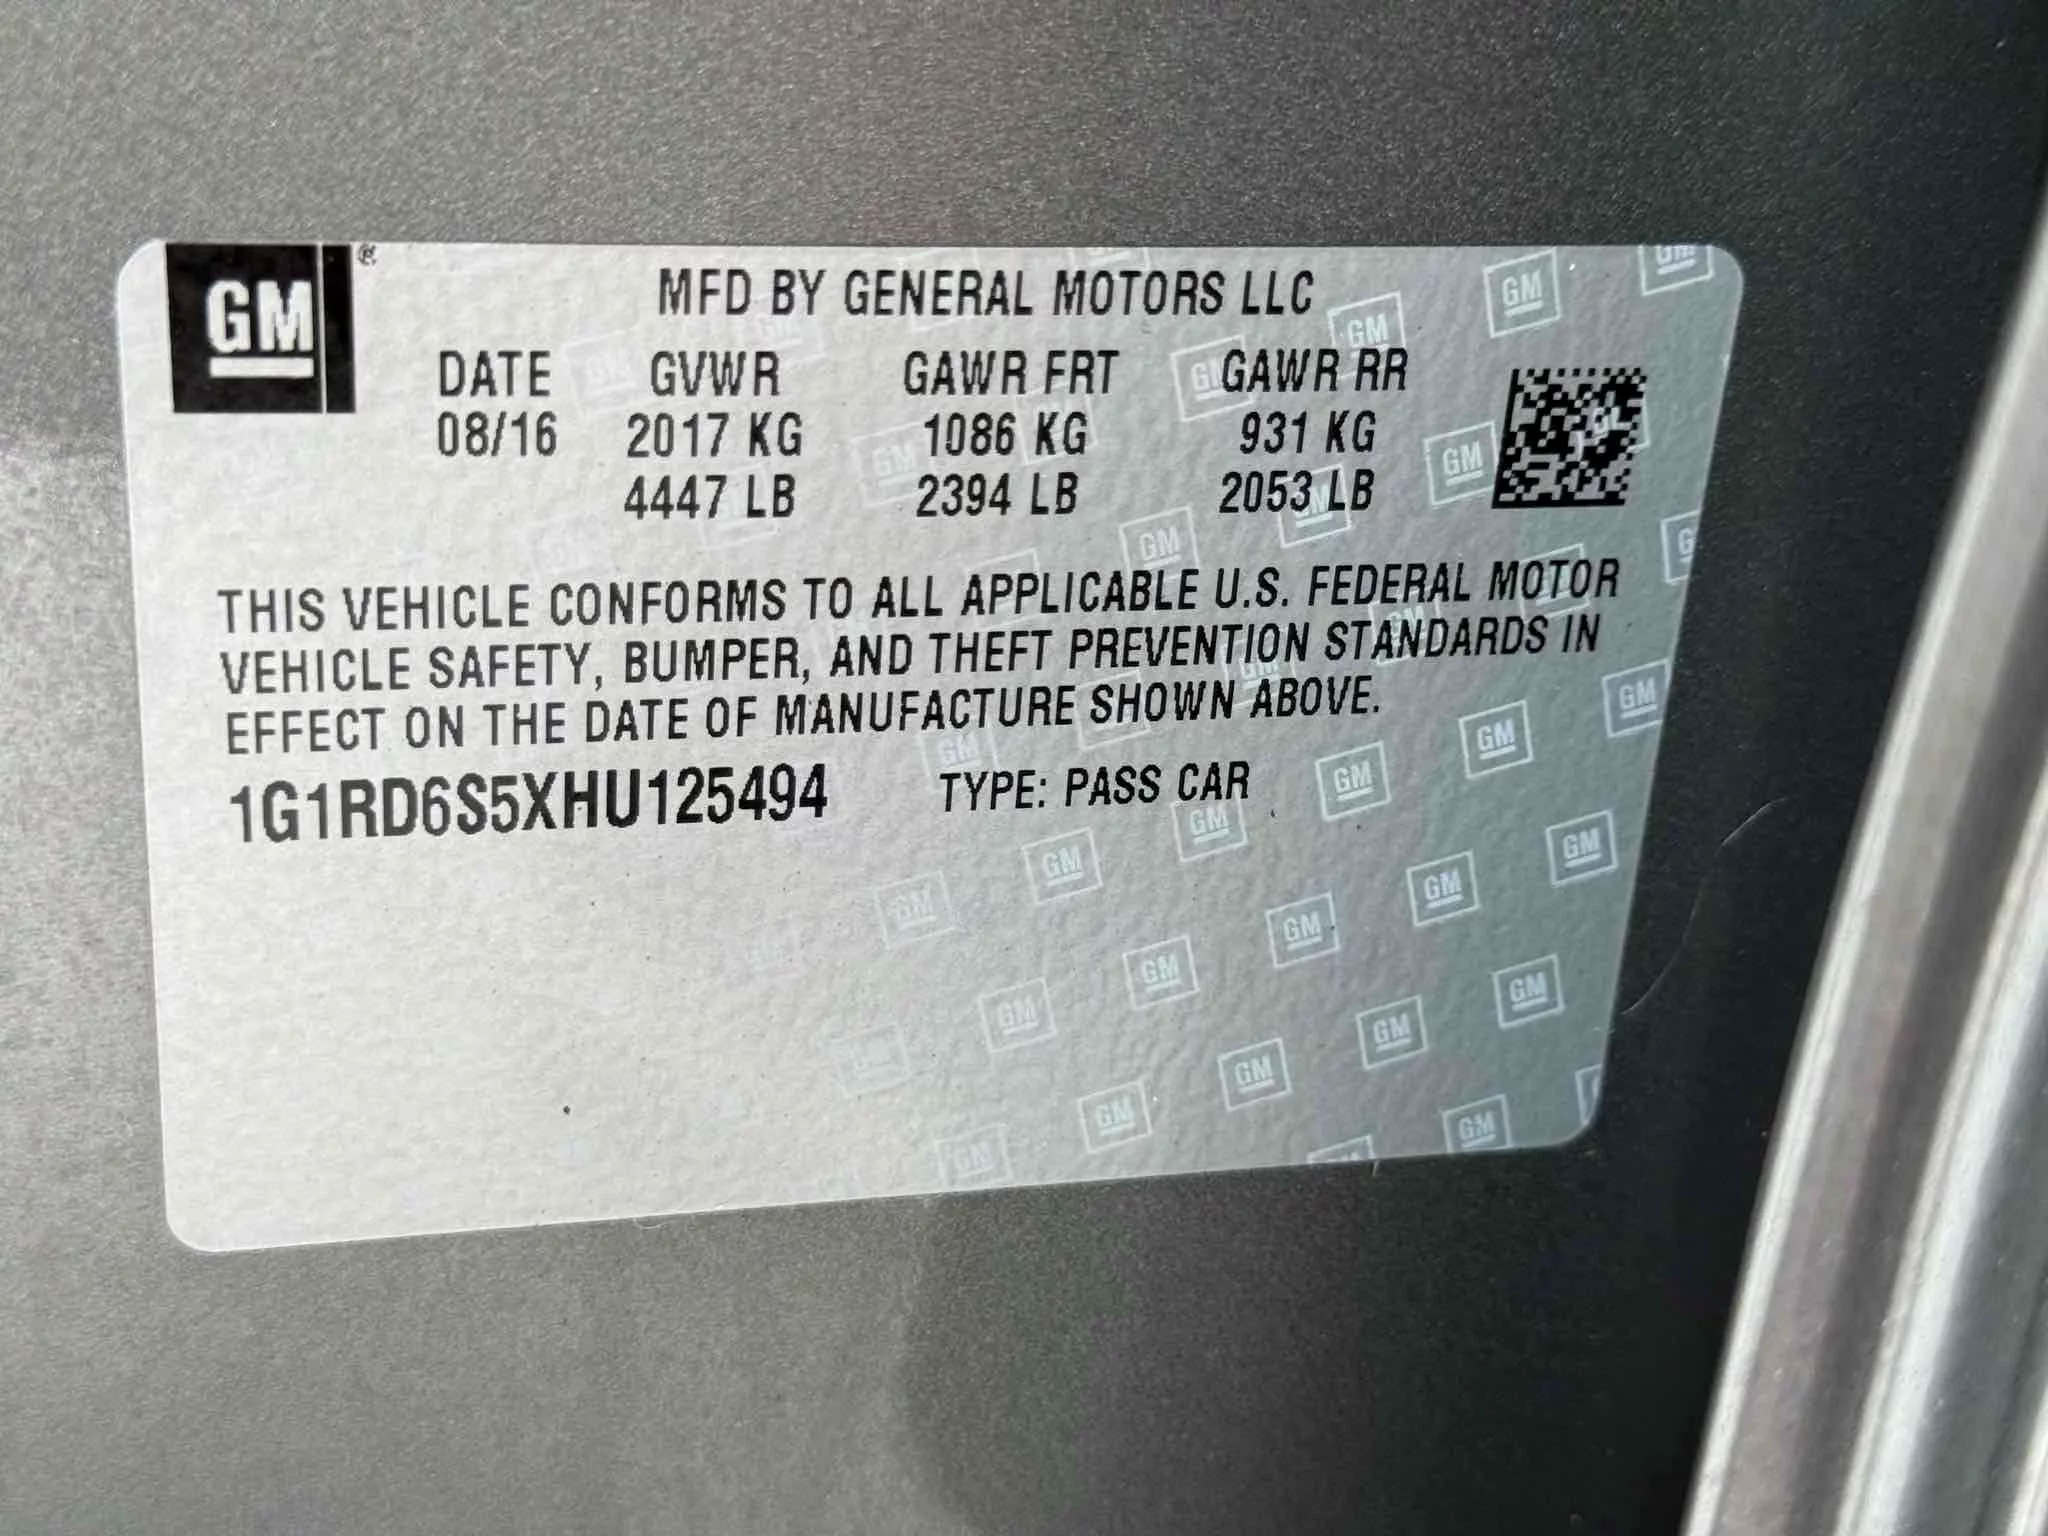 GM ®
MFD BY GENERAL MOTORS LLC
DATE GVWR GAWR FRT GAWR RR
08/16 2017 KG 1086 KG 931 KG
4447 LB 2394 LB 2053 LB
THIS VEHICLE CONFORMS TO ALL APPLICABLE U.S. FEDERAL MOTOR
VEHICLE SAFETY, BUMPER, AND THEFT PREVENTION STANDARDS IN
EFFECT ON THE DATE OF MANUFACTURE SHOWN ABOVE.
1G1RD6S5XHU125494 TYPE: PASS CAR